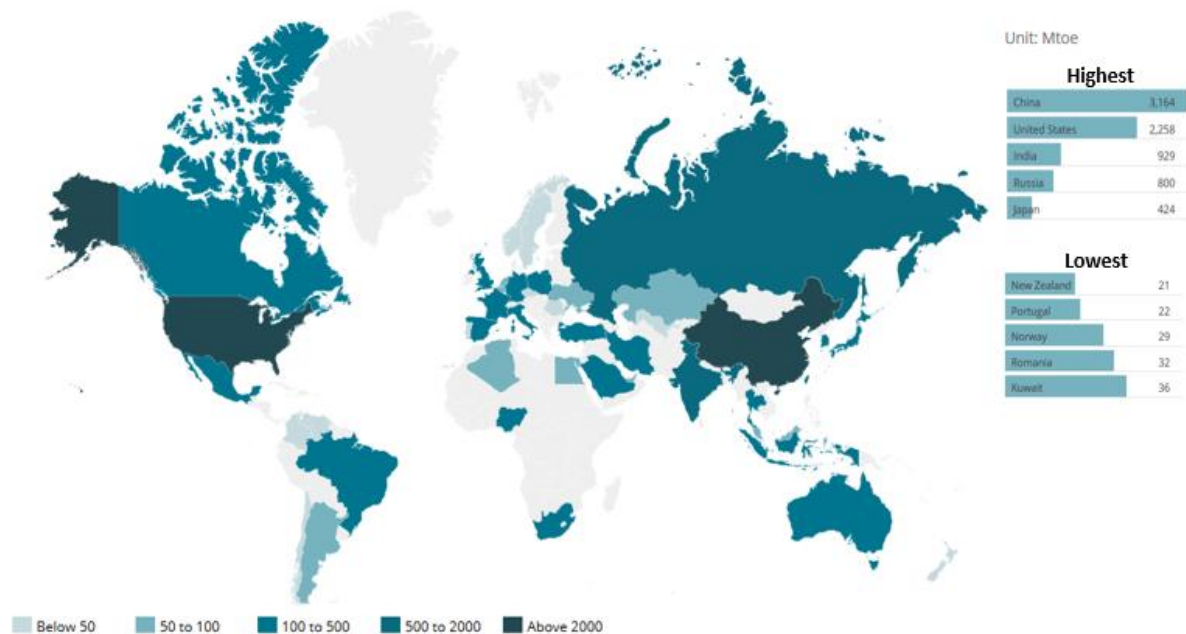 Unit: Mtoe
Highest
China 3,164
United States 2,258
India 929
Russia 800
Japan 424
Lowest
New Zealand 21
Portugal 22
Norway 29
Romania 32
Kuwait 36
Below 50 50 to 100 100 to 500 500 to 2000 Above 2000